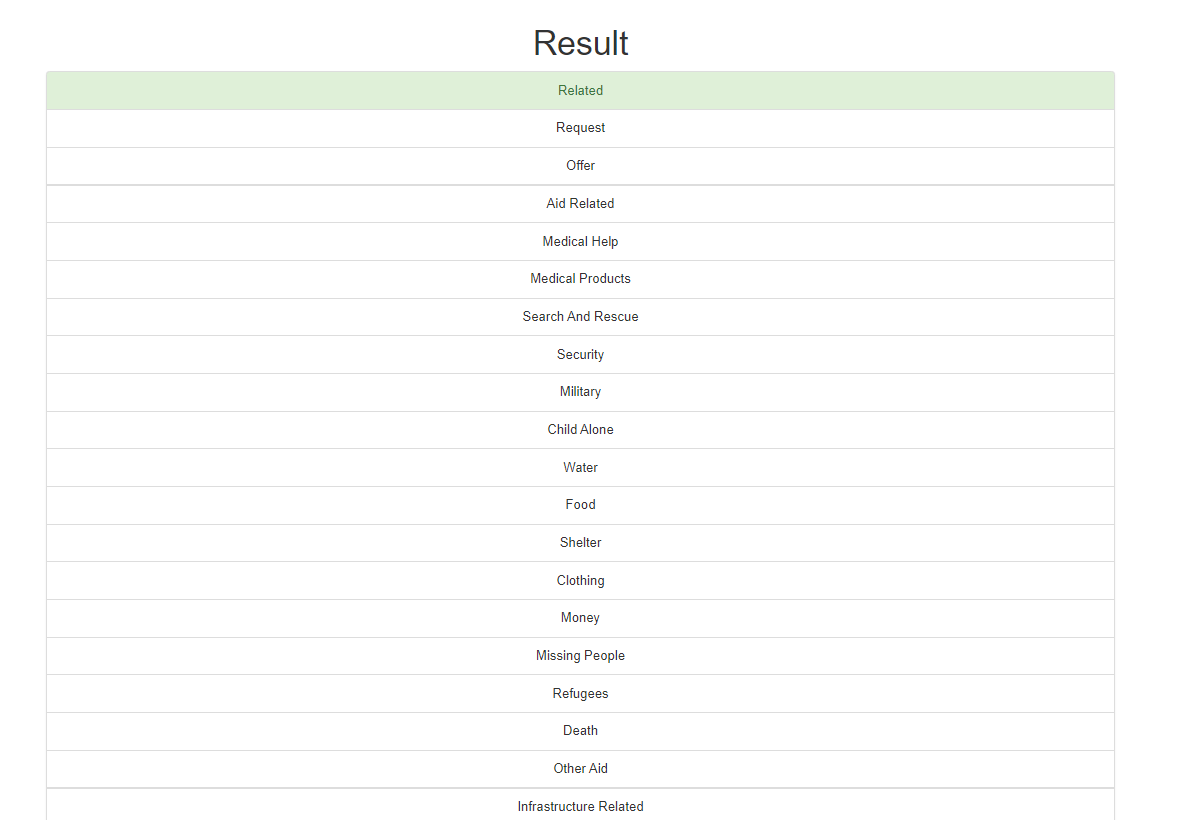 Result
Related
Request
Offer
Aid Related
Medical Help
Medical Products
Search And Rescue
Security
Military
Child Alone
Water
Food
Shelter
Clothing
Money
Missing People
Refugees
Death
Other Aid
Infrastructure Related